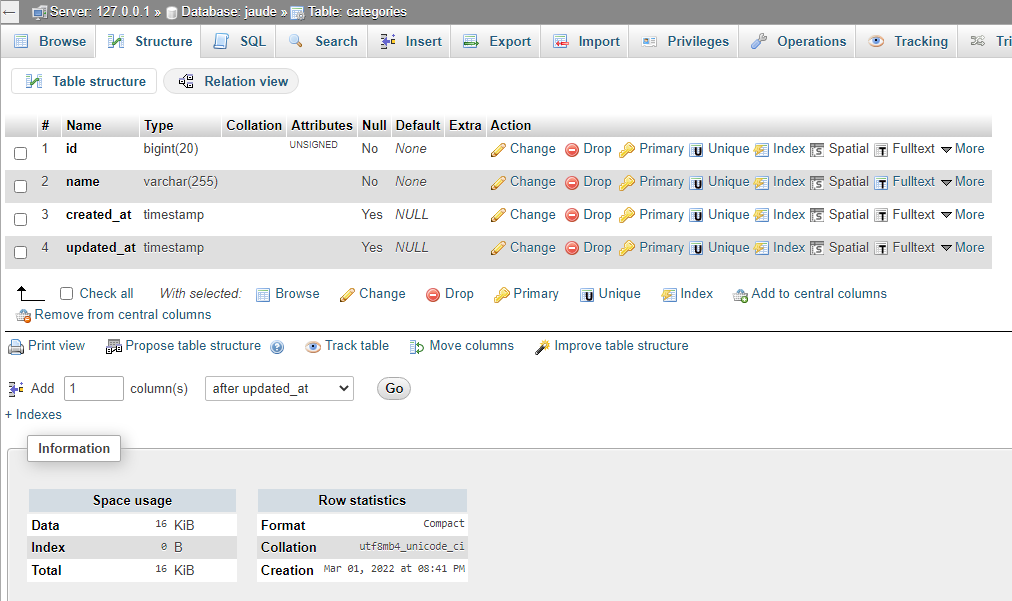 Server: 127.0.0.1 » Database: jaude » Table: categories
Browse Structure SQL Search Insert Export Import Privileges Operations Tracking Tri
Table structure Relation view
# Name Type Collation Attributes Null Default Extra Action
1 id bigint(20) UNSIGNED No None Change Drop Primary Unique Index Spatial Fulltext More
2 name varchar(255) No None Change Drop Primary Unique Index Spatial Fulltext More
3 created_at timestamp Yes NULL Change Drop Primary Unique Index Spatial Fulltext More
4 updated_at timestamp Yes NULL Change Drop Primary Unique Index Spatial Fulltext More
Check all With selected: Browse Change Drop Primary Unique Index Add to central columns
Remove from central columns
Print view Propose table structure Track table Move columns Improve table structure
Add 1 column(s) after updated_at Go
+ Indexes
Information
Space usage Row statistics
Data 16 KiB Format Compact
Index 0 B Collation utf8mb4_unicode_ci
Total 16 KiB Creation Mar 01, 2022 at 08:41 PM